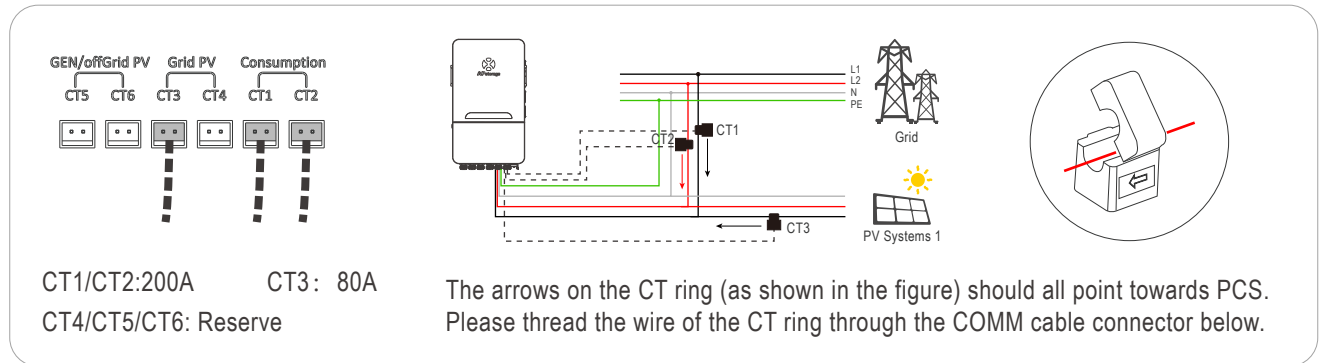 GEN/offGrid PV Grid PV Consumption
CT5 CT6 CT3 CT4 CT1 CT2
APstorage
L1
L2
N
PE
CT1
CT2
Grid
CT3
PV Systems 1
CT1/CT2:200A CT3: 80A
CT4/CT5/CT6: Reserve
The arrows on the CT ring (as shown in the figure) should all point towards PCS.
Please thread the wire of the CT ring through the COMM cable connector below.